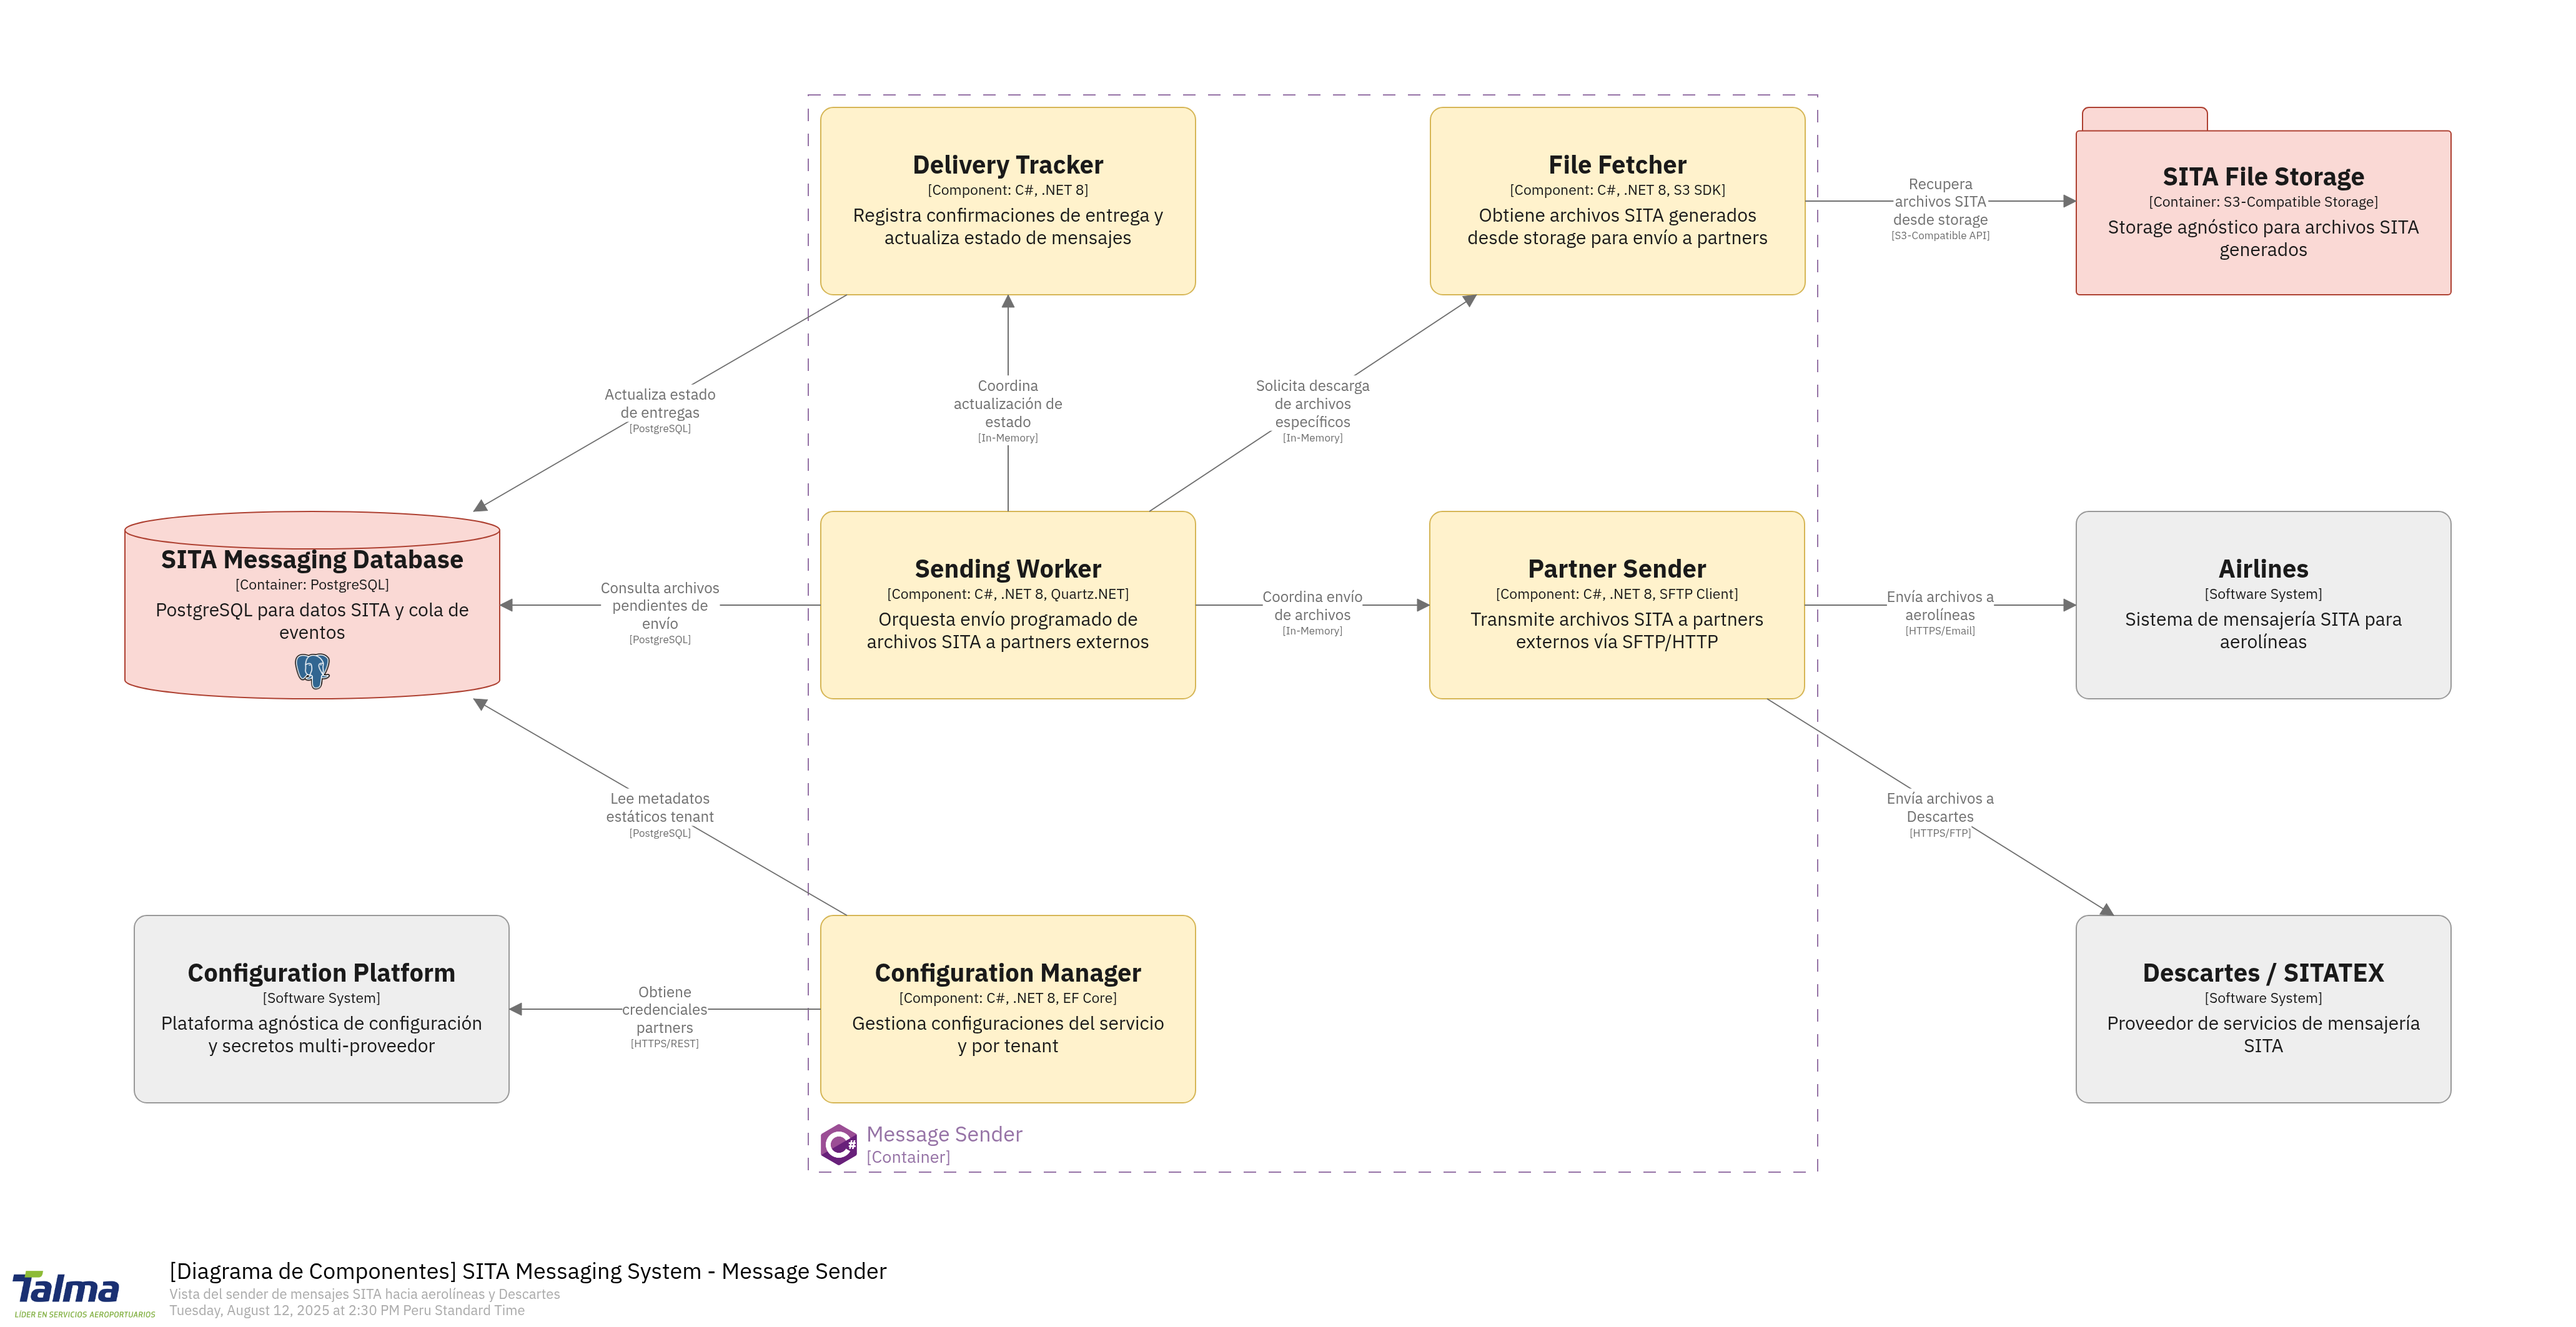 Delivery Tracker
[Component: C#, .NET 8]
Registra confirmaciones de entrega y
actualiza estado de mensajes
File Fetcher
[Component: C#, .NET 8, S3 SDK]
Obtiene archivos SITA generados
desde storage para envío a partners
Recupera
archivos SITA
desde storage
[S3-Compatible API]
SITA File Storage
[Container: S3-Compatible Storage]
Storage agnóstico para archivos SITA
generados
Actualiza estado
de entregas
[PostgreSQL]
Coordina
actualización de
estado
[In-Memory]
Solicita descarga
de archivos
específicos
[In-Memory]
SITA Messaging Database
[Container: PostgreSQL]
PostgreSQL para datos SITA y cola de
eventos
Consulta archivos
pendientes de
envío
[PostgreSQL]
Sending Worker
[Component: C#, .NET 8, Quartz.NET]
Orquesta envío programado de
archivos SITA a partners externos
Coordina envío
de archivos
[In-Memory]
Partner Sender
[Component: C#, .NET 8, SFTP Client]
Transmite archivos SITA a partners
externos vía SFTP/HTTP
Envía archivos a
aerolíneas
[HTTPS/Email]
Airlines
[Software System]
Sistema de mensajería SITA para
aerolíneas
Lee metadatos
estáticos tenant
[PostgreSQL]
Envía archivos a
Descartes
[HTTPS/FTP]
Configuration Platform
[Software System]
Plataforma agnóstica de configuración
y secretos multi-proveedor
Obtiene
credenciales
partners
[HTTPS/REST]
Configuration Manager
[Component: C#, .NET 8, EF Core]
Gestiona configuraciones del servicio
y por tenant
Descartes / SITATEX
[Software System]
Proveedor de servicios de mensajería
SITA
C#
Message Sender
[Container]
Talma
LÍDER EN SERVICIOS AEROPORTUARIOS
[Diagrama de Componentes] SITA Messaging System - Message Sender
Vista del sender de mensajes SITA hacia aerolíneas y Descartes
Tuesday, August 12, 2025 at 2:30 PM Peru Standard Time